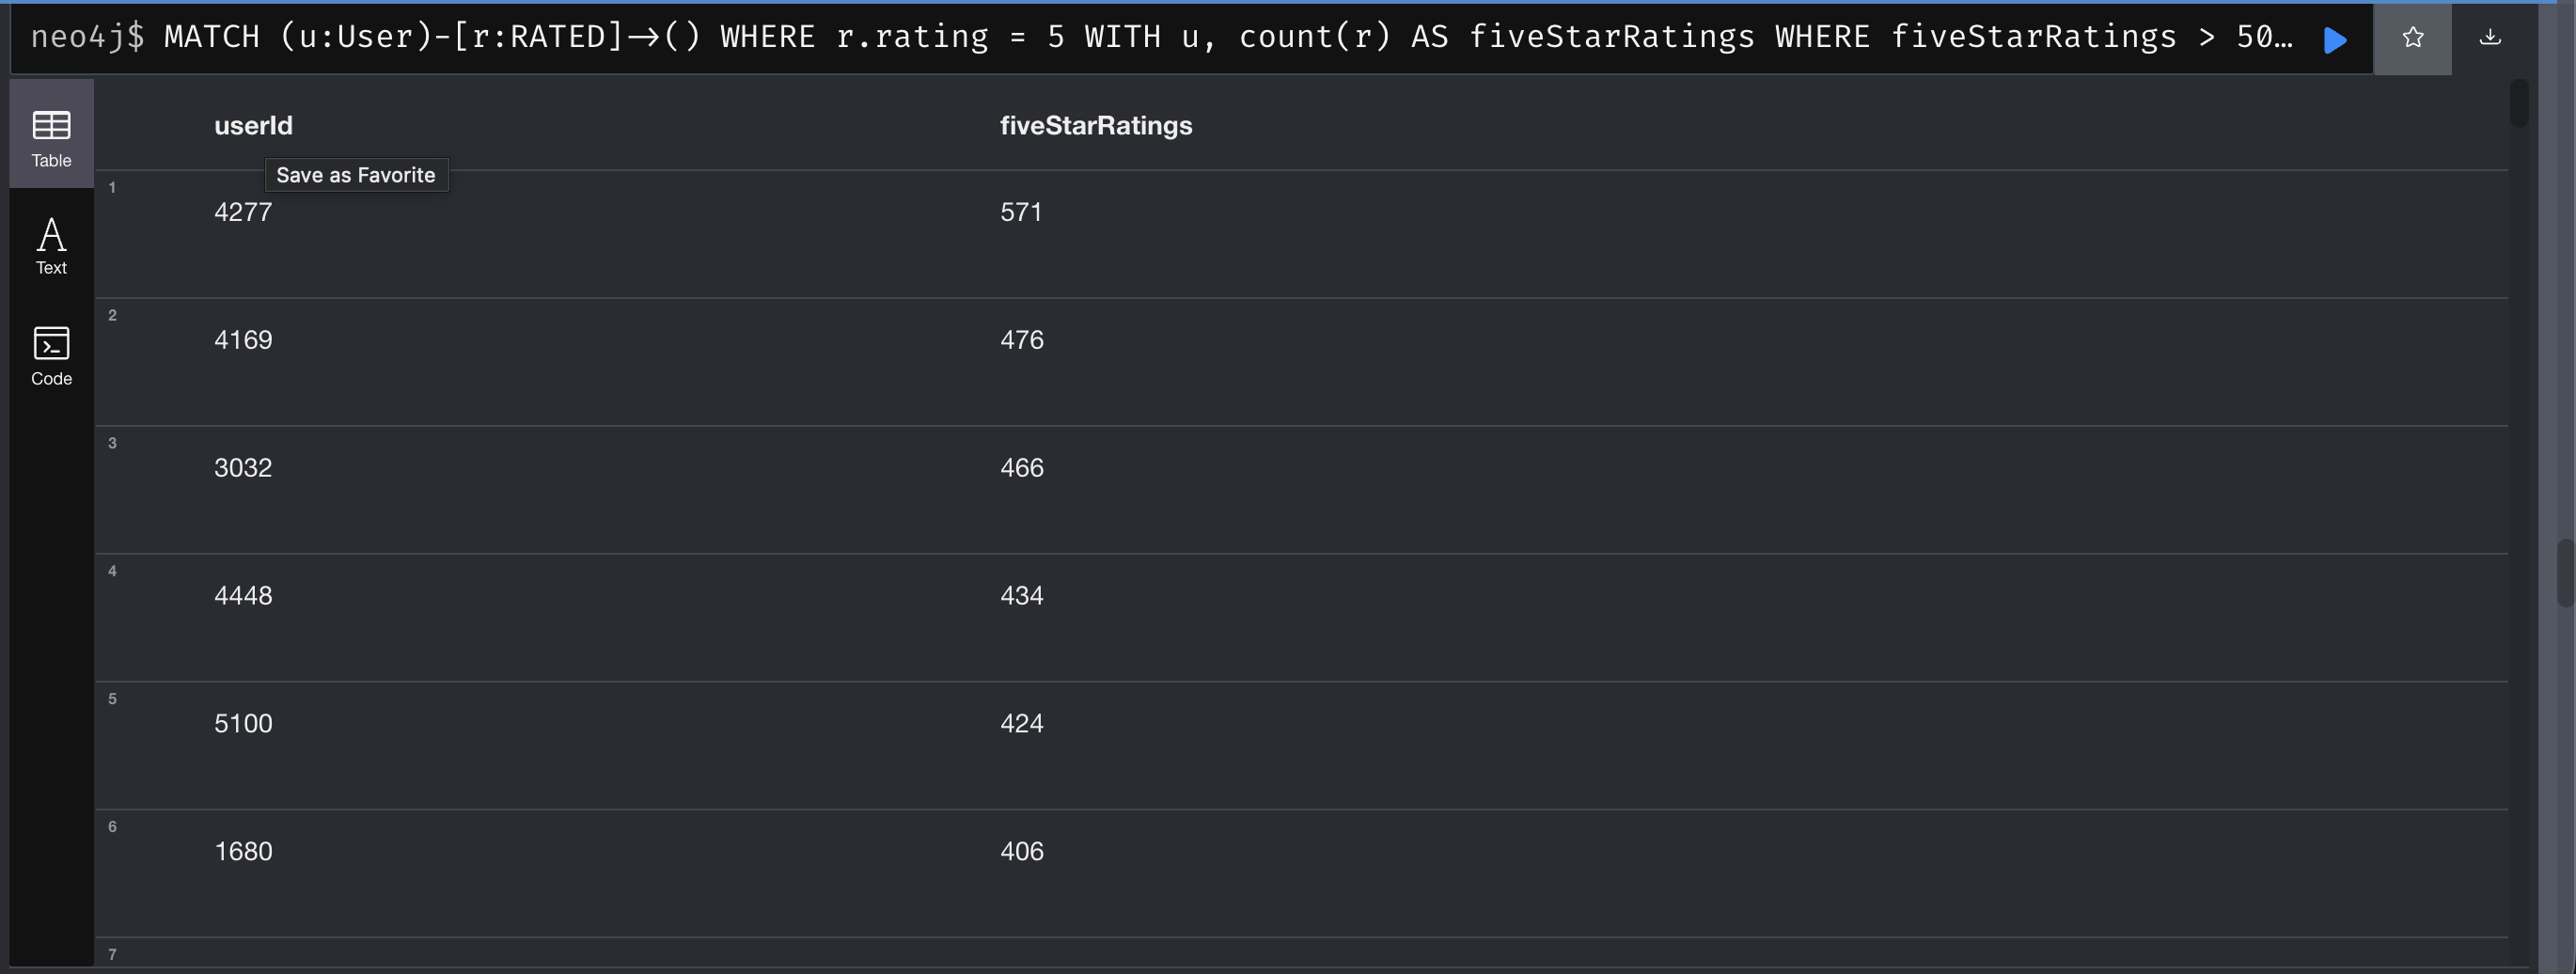 neo4j$ MATCH (u:User)-[r:RATED]→() WHERE r.rating = 5 WITH u, count(r) AS fiveStarRatings WHERE fiveStarRatings > 50…
Table
Text
Code
userId fiveStarRatings
Save as Favorite
1
4277 571
2
4169 476
3
3032 466
4
4448 434
5
5100 424
6
1680 406
7